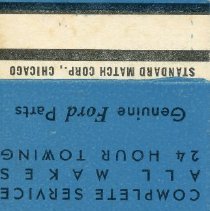 COMPLETE SERVICE
ALL MAKES
24 HOUR TOWING
Genuine Ford Parts
STANDARD MATCH CORP., CHICAGO